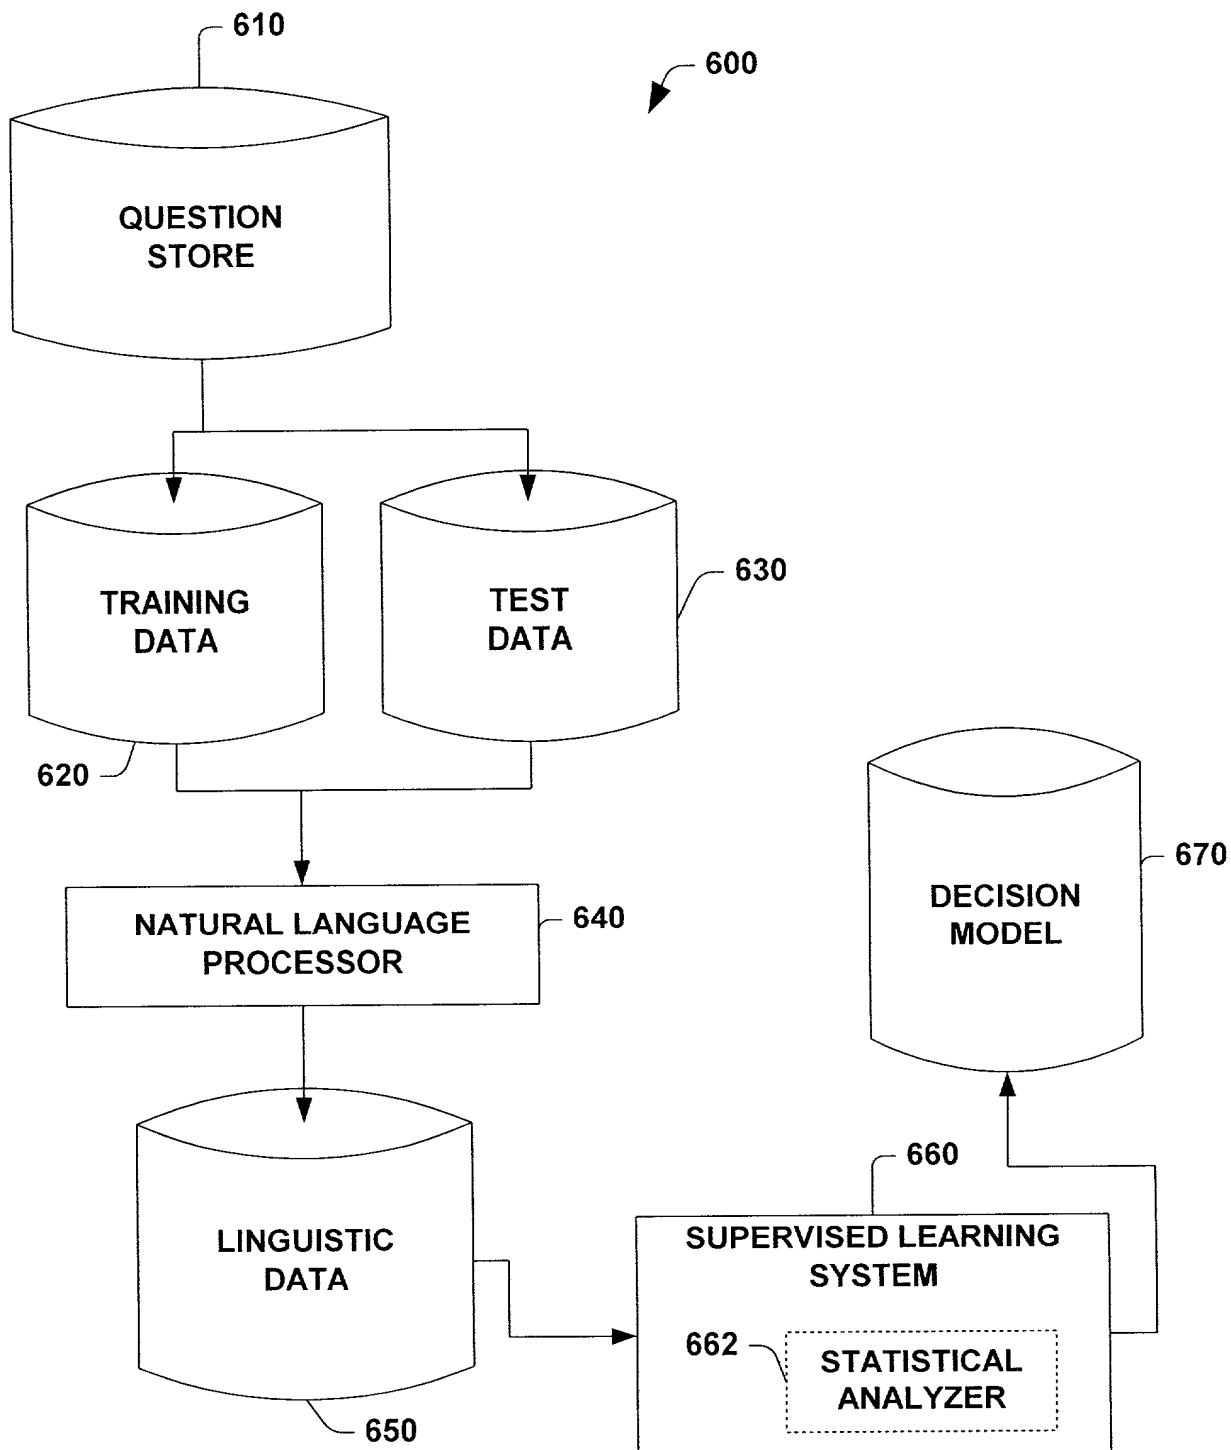 610
600
QUESTION
STORE
TRAINING
DATA
TEST
DATA
630
620
670
DECISION
MODEL
NATURAL LANGUAGE
PROCESSOR
640
660
LINGUISTIC
DATA
SUPERVISED LEARNING
SYSTEM
662
STATISTICAL
ANALYZER
650